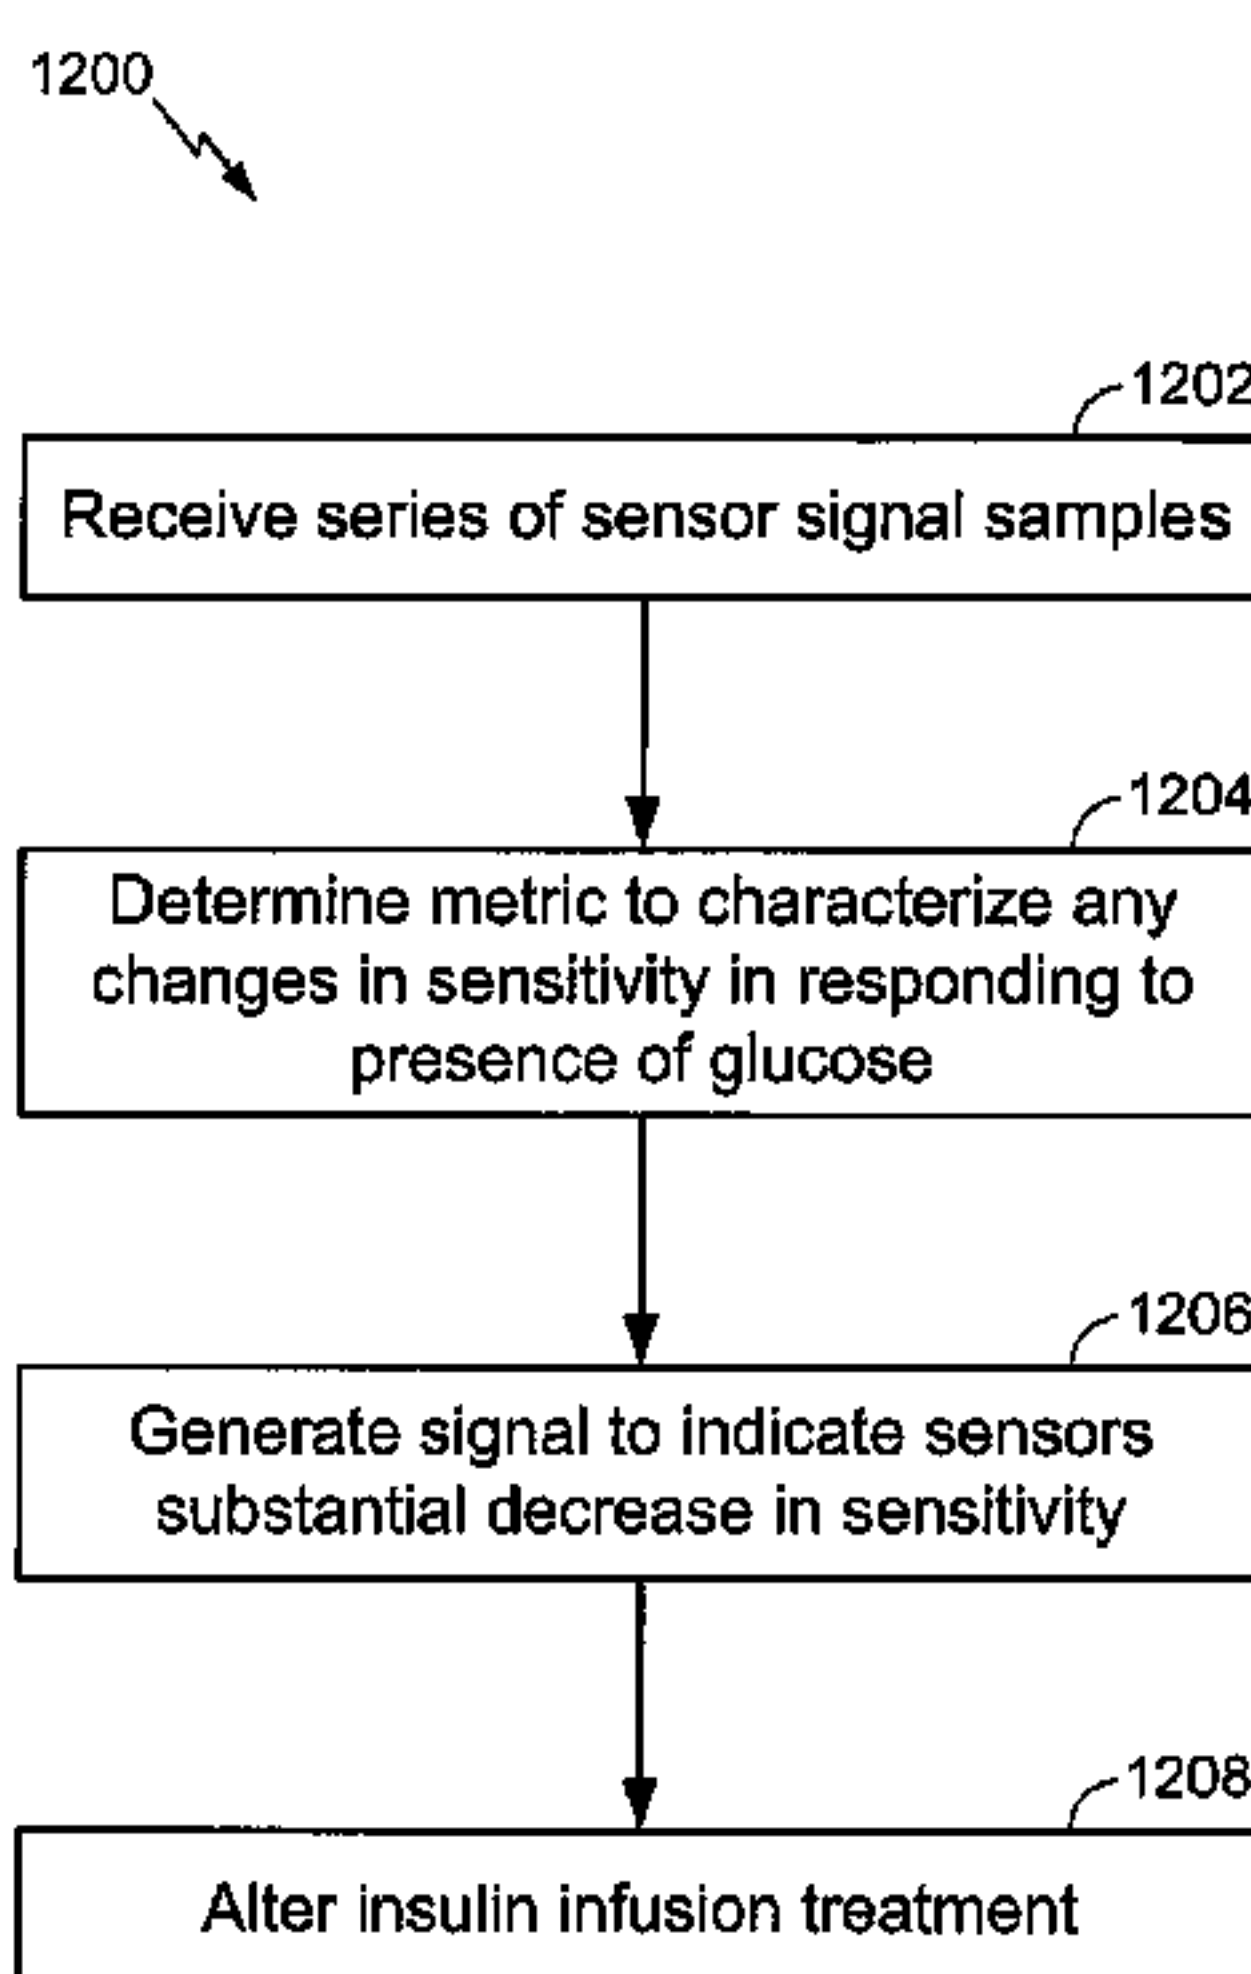 1200
1202
Receive series of sensor signal samples
1204
Determine metric to characterize any
changes in sensitivity in responding to
presence of glucose
1206
Generate signal to indicate sensors
substantial decrease in sensitivity
1208
Alter insulin infusion treatment